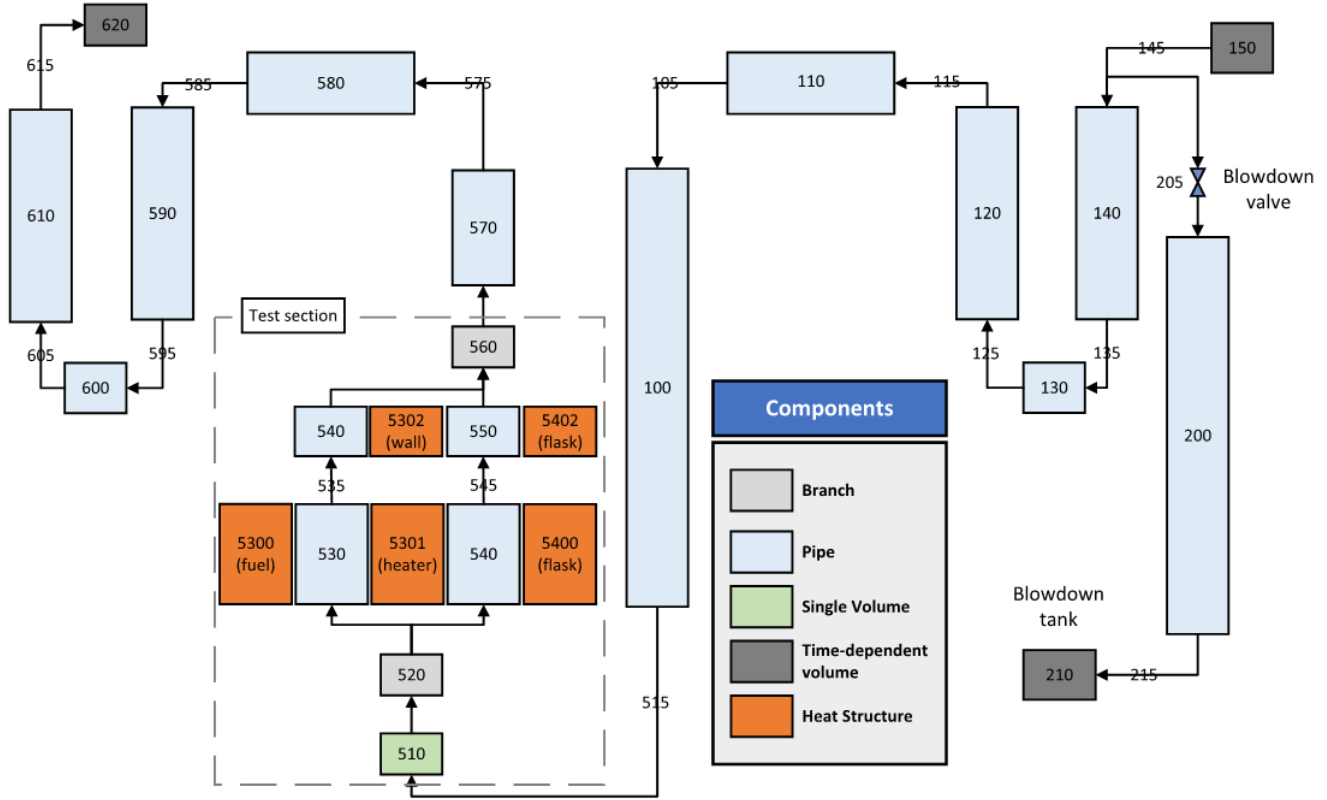 620
615
585
580
575
610
590
570
605
595
600
Test section
560
540
5302
(wall)
550
5402
(flask)
535
545
5300
(fuel)
530
5301
(heater)
540
5400
(flask)
520
510
515
105
110
115
100
120
125
130
135
140
145
150
205
Blowdown
valve
200
Blowdown
tank
210
215
Components
Branch
Pipe
Single Volume
Time-dependent
volume
Heat Structure